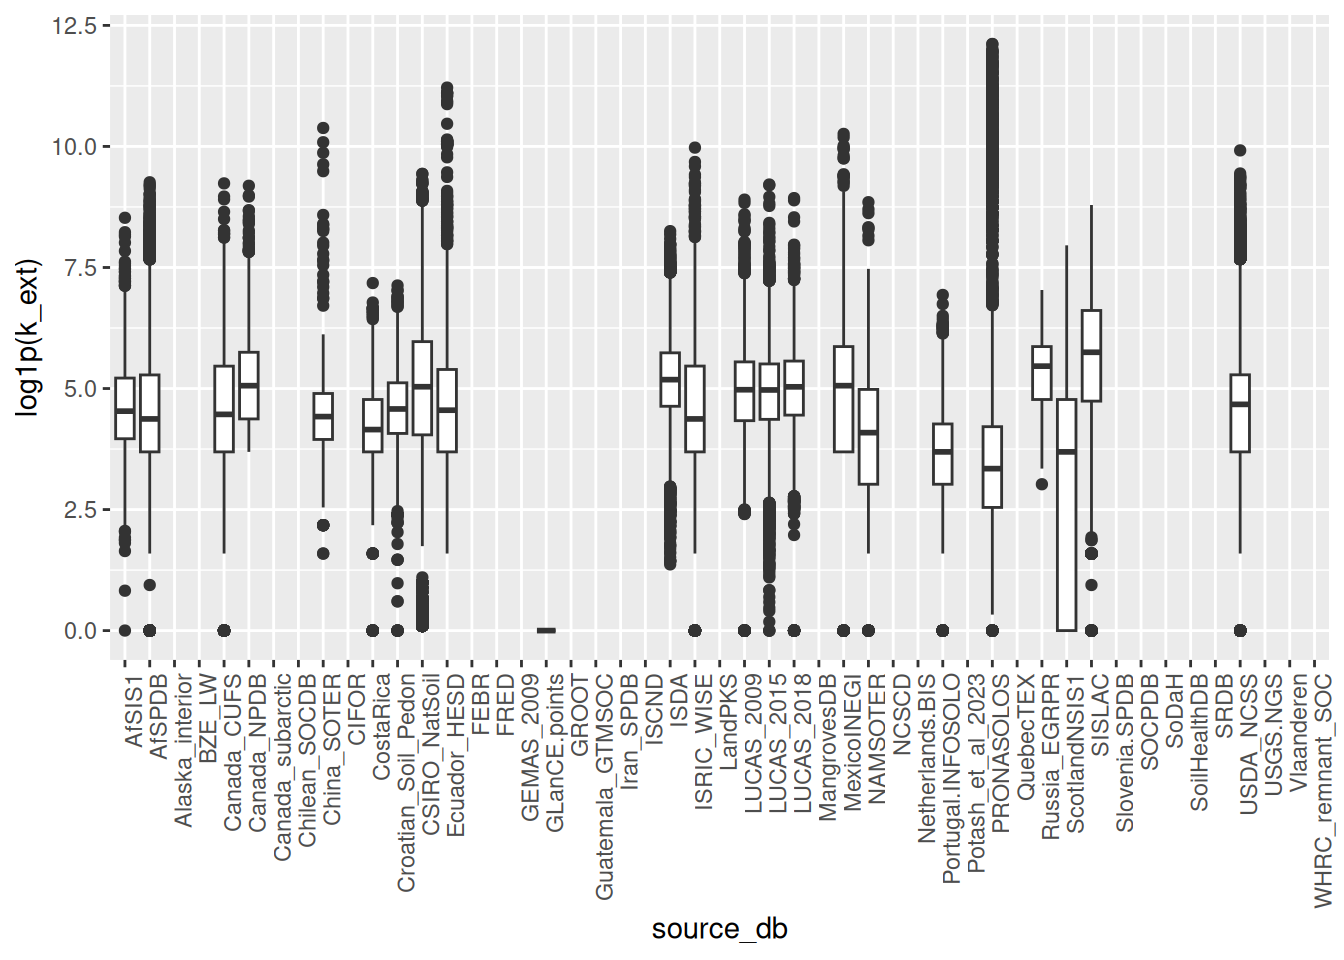 12.5
10.0
7.5
5.0
2.5
0.0
log1p(k_ext)
AfSIS1
AfSPDB
Alaska_interior
BZE_LW
Canada_CUFS
Canada_NPDB
Canada_subarctic
Chilean_SOCDB
China_SOTER
CIFOR
CostaRica
Croatian_Soil_Pedon
CSIRO_NatSoil
Ecuador_HESD
FEBR
FRED
GEMAS_2009
GLanCE.points
GROOT
Guatemala_GTMSOC
Iran_SPDB
ISCND
ISDA
ISRIC_WISE
LandPKS
LUCAS_2009
LUCAS_2015
LUCAS_2018
MangrovesDB
MexicoINEGI
NAMSOTER
NCSCD
Netherlands.BIS
Portugal.INFOSOLO
Potash_et_al_2023
PRONASOLOS
QuebecTEX
Russia_EGRPR
ScotlandNSIS1
SISLAC
Slovenia.SPDB
SOCPDB
SoDaH
SoilHealthDB
SRDB
USDA_NCSS
USGS.NGS
Vlaanderen
WHRC_remnant_SOC
source_db